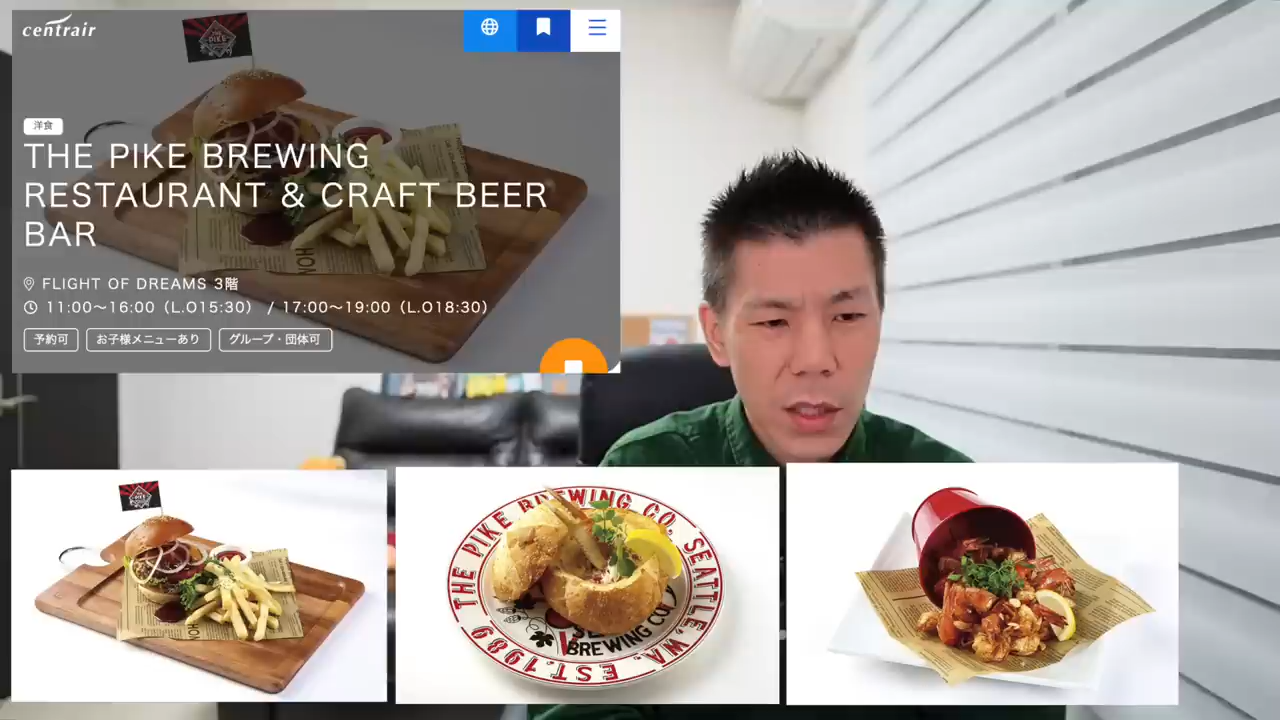 centrair
洋食
THE PIKE BREWING
RESTAURANT & CRAFT BEER
BAR
FLIGHT OF DREAMS 3階
11:00～16:00（L.O15:30） / 17:00～19:00（L.O18:30）
予約可
お子様メニューあり
グループ・団体可
THE PIKE BREWING CO. SEATTLE, WA. EST. 1989
BREWING CO